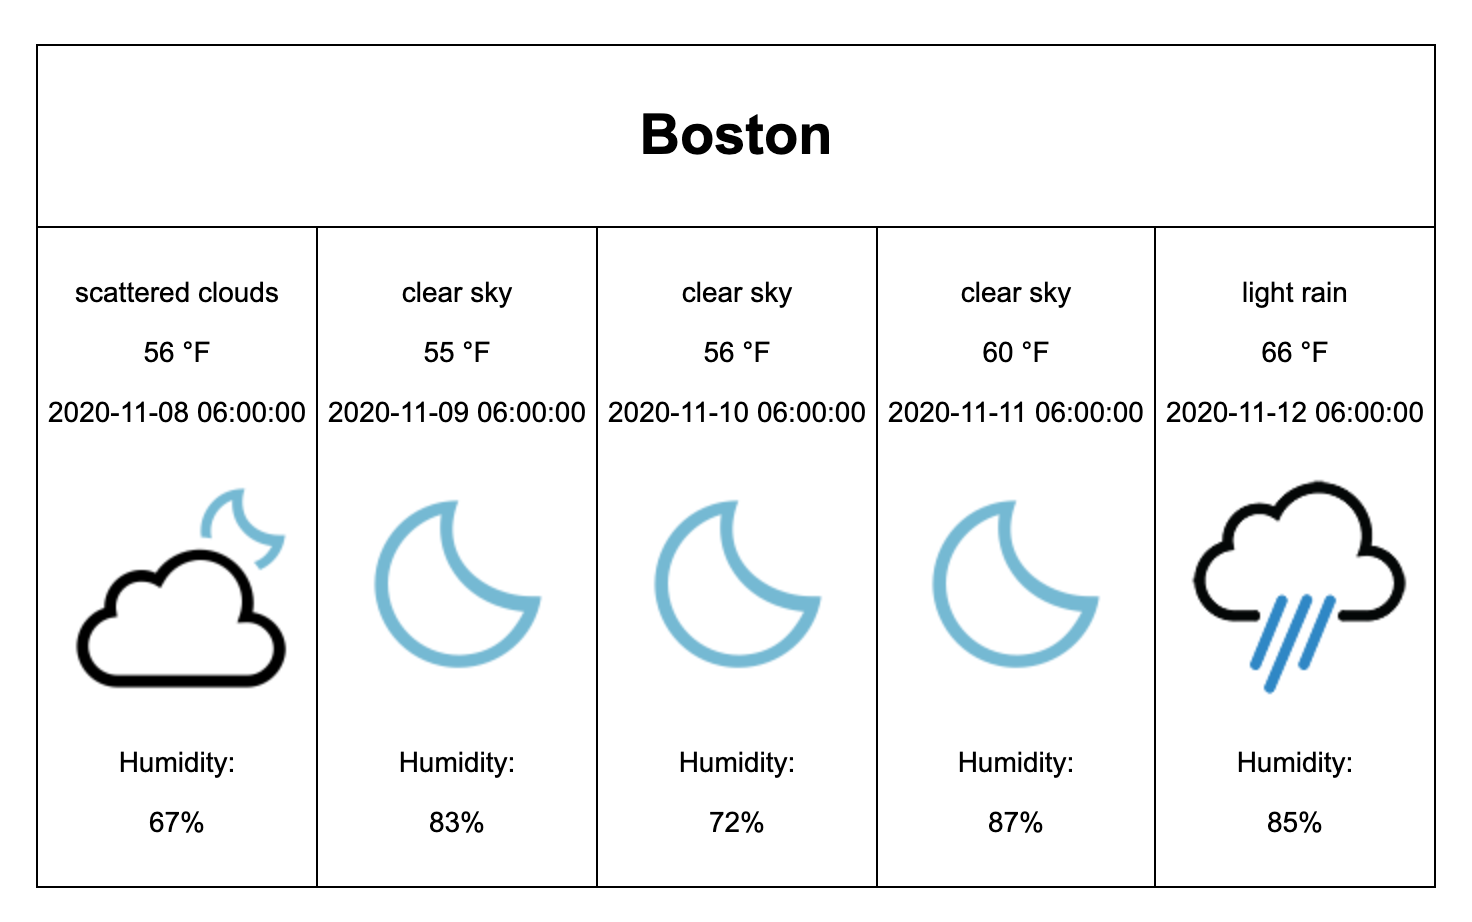 Boston
scattered clouds
56 °F
2020-11-08 06:00:00
Humidity:
67%
clear sky
55 °F
2020-11-09 06:00:00
Humidity:
83%
clear sky
56 °F
2020-11-10 06:00:00
Humidity:
72%
clear sky
60 °F
2020-11-11 06:00:00
Humidity:
87%
light rain
66 °F
2020-11-12 06:00:00
Humidity:
85%